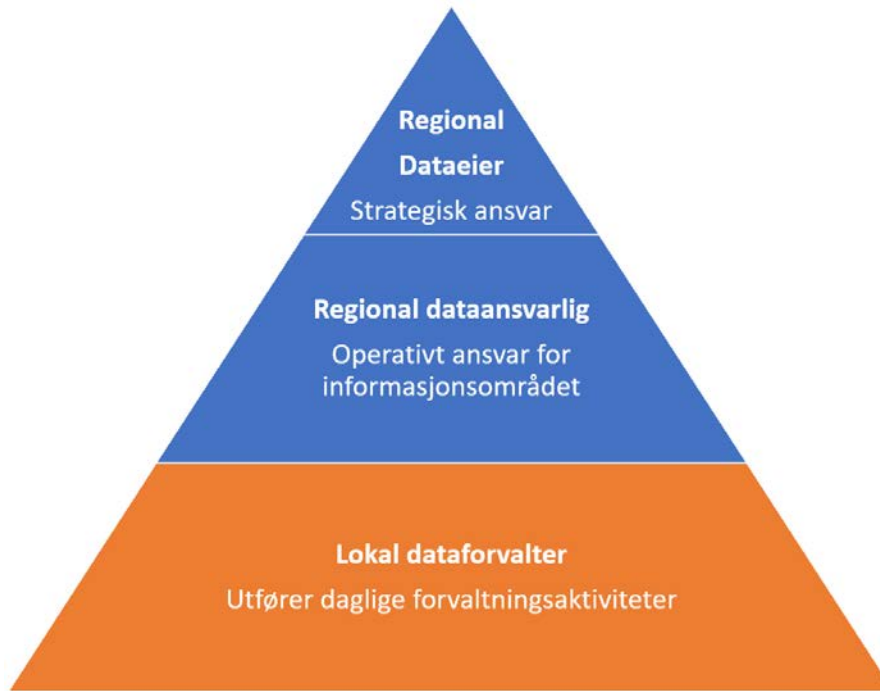 Regional
Dataeier
Strategisk ansvar
Regional dataansvarlig
Operativt ansvar for
informasjonsområdet
Lokal dataforvalter
Utfører daglige forvaltningsaktiviteter